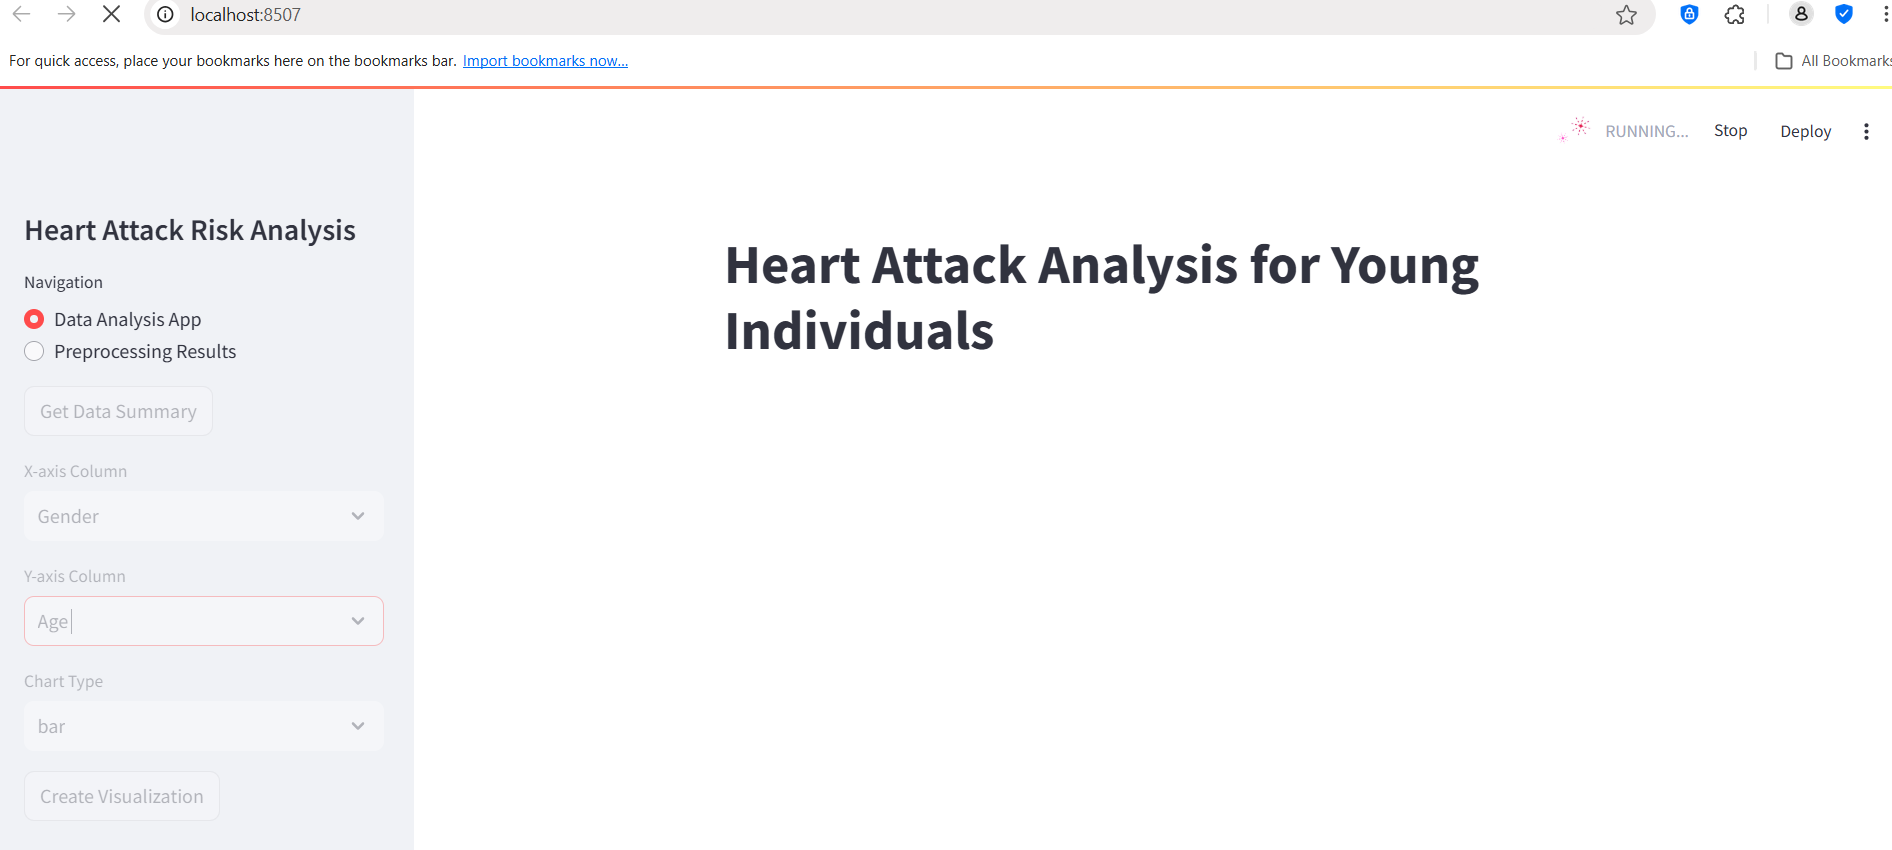 localhost:8507
For quick access, place your bookmarks here on the bookmarks bar. Import bookmarks now...
All Bookmarks
RUNNING...
Stop
Deploy
Heart Attack Risk Analysis
Navigation
Data Analysis App
Preprocessing Results
Get Data Summary
X-axis Column
Gender
Y-axis Column
Age
Chart Type
bar
Create Visualization
Heart Attack Analysis for Young
Individuals